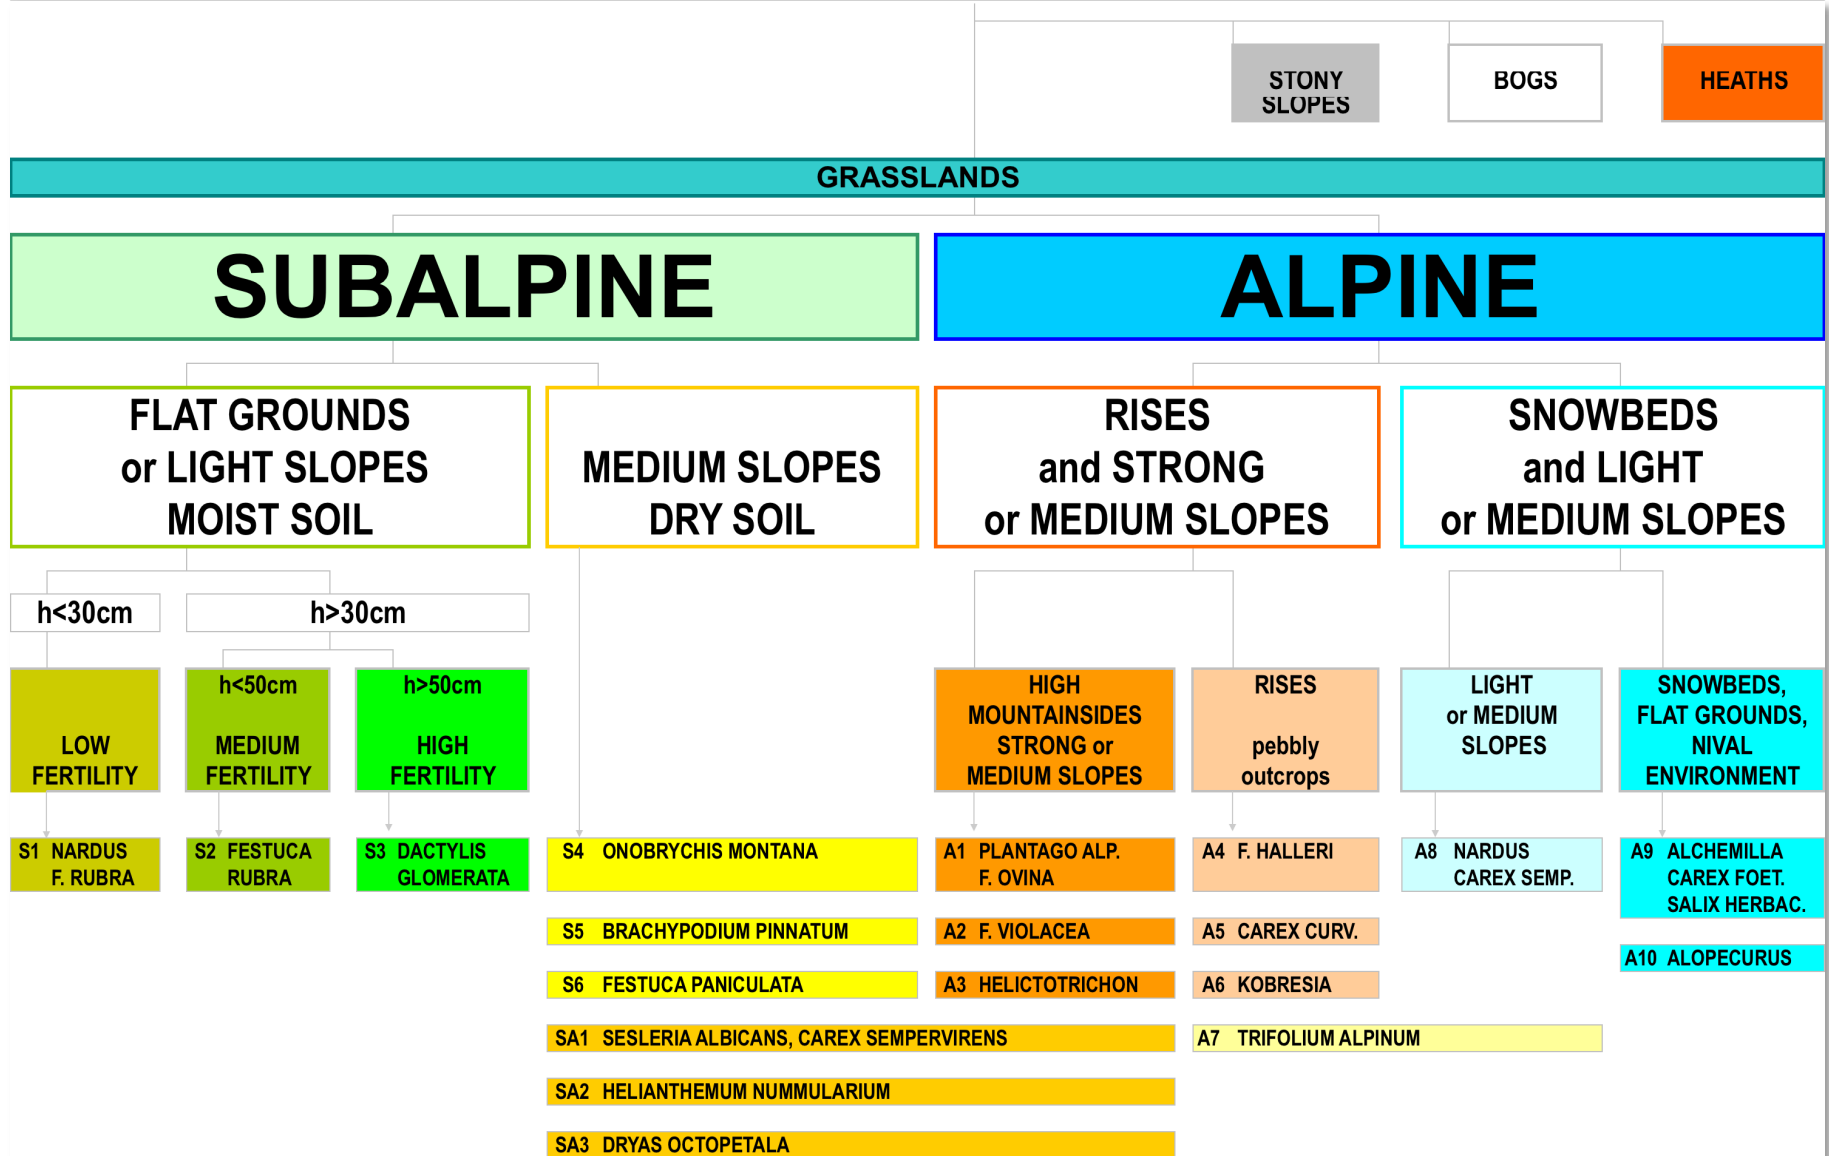 STONY
SLOPES
BOGS
HEATHS
GRASSLANDS
SUBALPINE
ALPINE
FLAT GROUNDS
or LIGHT SLOPES
MOIST SOIL
MEDIUM SLOPES
DRY SOIL
RISES
and STRONG
or MEDIUM SLOPES
SNOWBEDS
and LIGHT
or MEDIUM SLOPES
h<30cm
h>30cm
LOW
FERTILITY
h<50cm
MEDIUM
FERTILITY
h>50cm
HIGH
FERTILITY
HIGH
MOUNTAINSIDES
STRONG or
MEDIUM SLOPES
RISES
pebbly
outcrops
LIGHT
or MEDIUM
SLOPES
SNOWBEDS,
FLAT GROUNDS,
NIVAL
ENVIRONMENT
S1 NARDUS
F. RUBRA
S2 FESTUCA
RUBRA
S3 DACTYLIS
GLOMERATA
S4 ONOBRYCHIS MONTANA
A1 PLANTAGO ALP.
F. OVINA
A4 F. HALLERI
A8 NARDUS
CAREX SEMP.
A9 ALCHEMILLA
CAREX FOET.
SALIX HERBAC.
S5 BRACHYPODIUM PINNATUM
A2 F. VIOLACEA
A5 CAREX CURV.
A10 ALOPECURUS
S6 FESTUCA PANICULATA
A3 HELICTOTRICHON
A6 KOBRESIA
SA1 SESLERIA ALBICANS, CAREX SEMPERVIRENS
A7 TRIFOLIUM ALPINUM
SA2 HELIANTHEMUM NUMMULARIUM
SA3 DRYAS OCTOPETALA